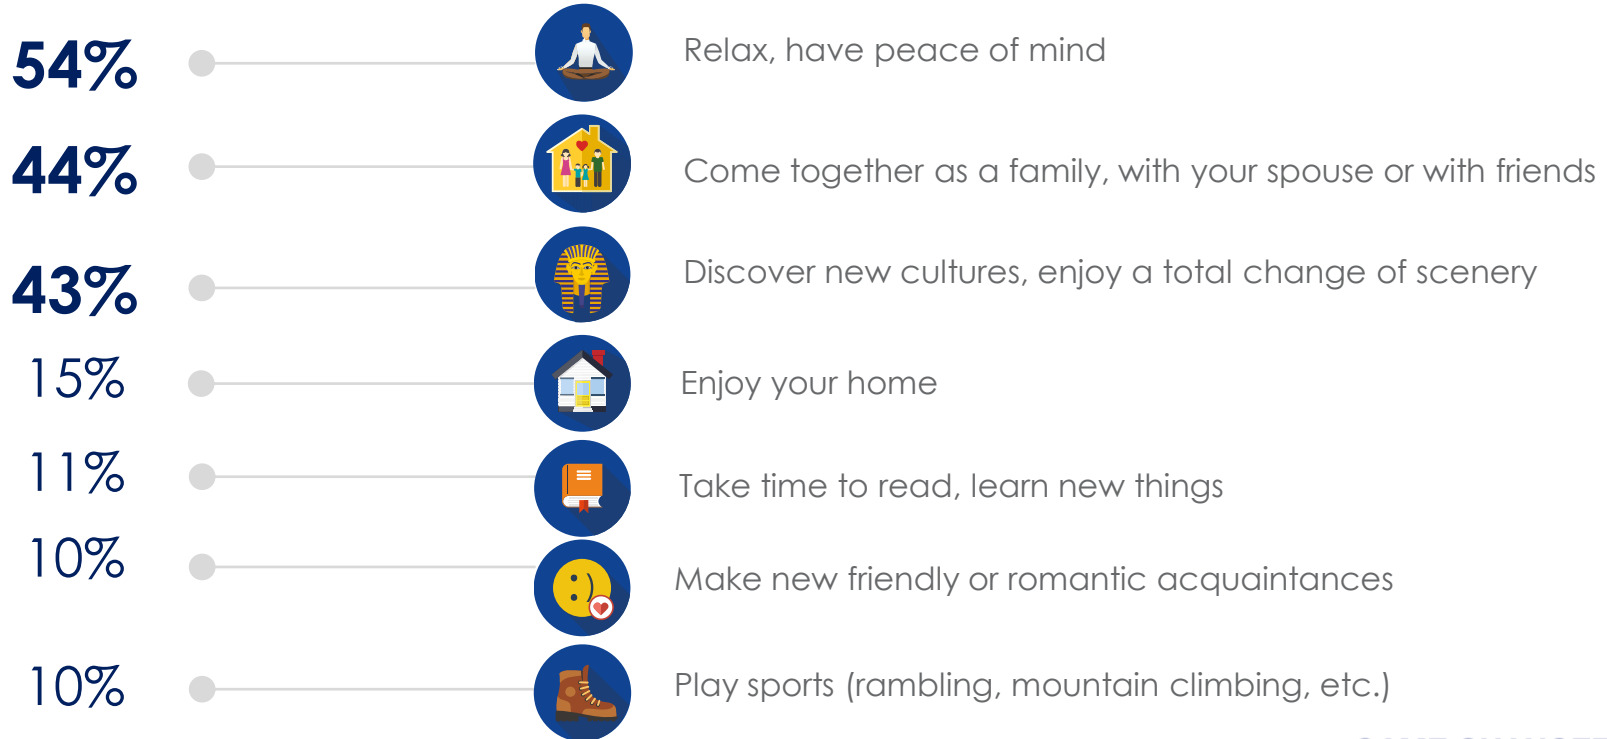 54% Relax, have peace of mind
44% Come together as a family, with your spouse or with friends
43% Discover new cultures, enjoy a total change of scenery
15% Enjoy your home
11% Take time to read, learn new things
10% Make new friendly or romantic acquaintances
10% Play sports (rambling, mountain climbing, etc.)